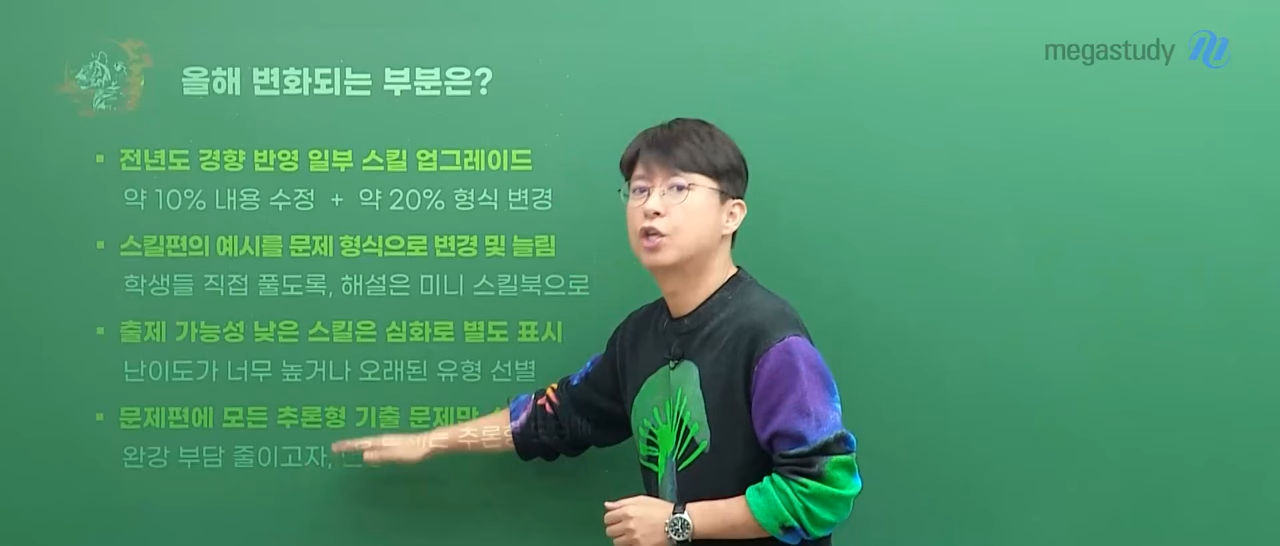 megastudy
올해 변화되는 부분은?
▪ 전년도 경향 반영 일부 스킬 업그레이드
약 10% 내용 수정 + 약 20% 형식 변경
▪ 스킬편의 예시를 문제 형식으로 변경 및 늘림
학생들 직접 풀도록, 해설은 미니 스킬북으로
▪ 출제 가능성 낮은 스킬은 심화로 별도 표시
난이도가 너무 높거나 오래된 유형 선별
▪ 문제편에 모든 추론형 기출 문제만
완강 부담 줄이고자,